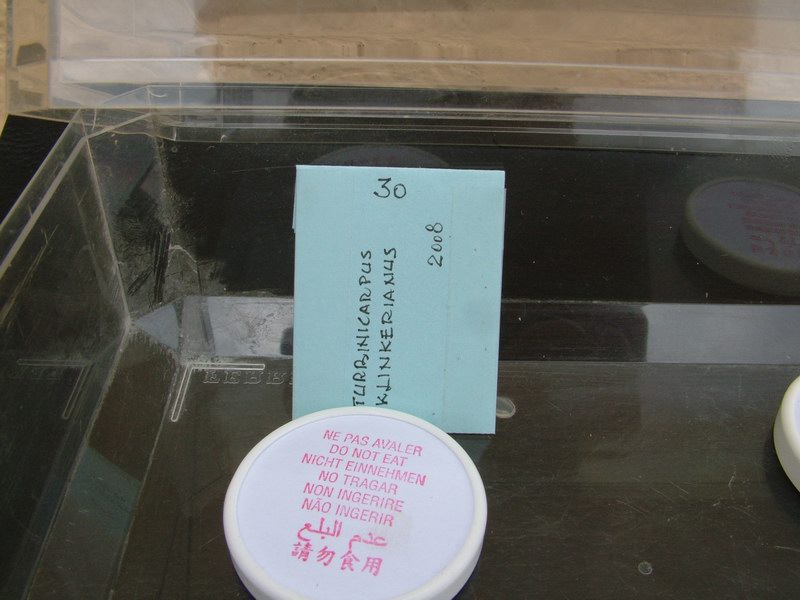 30
2008
TURBINICARPUS
KLINKERIANUS
NE PAS AVALER
DO NOT EAT
NICHT EINNEHMEN
NO TRAGAR
NON INGERIRE
NÃO INGERIR
عدم البلع
請勿食用